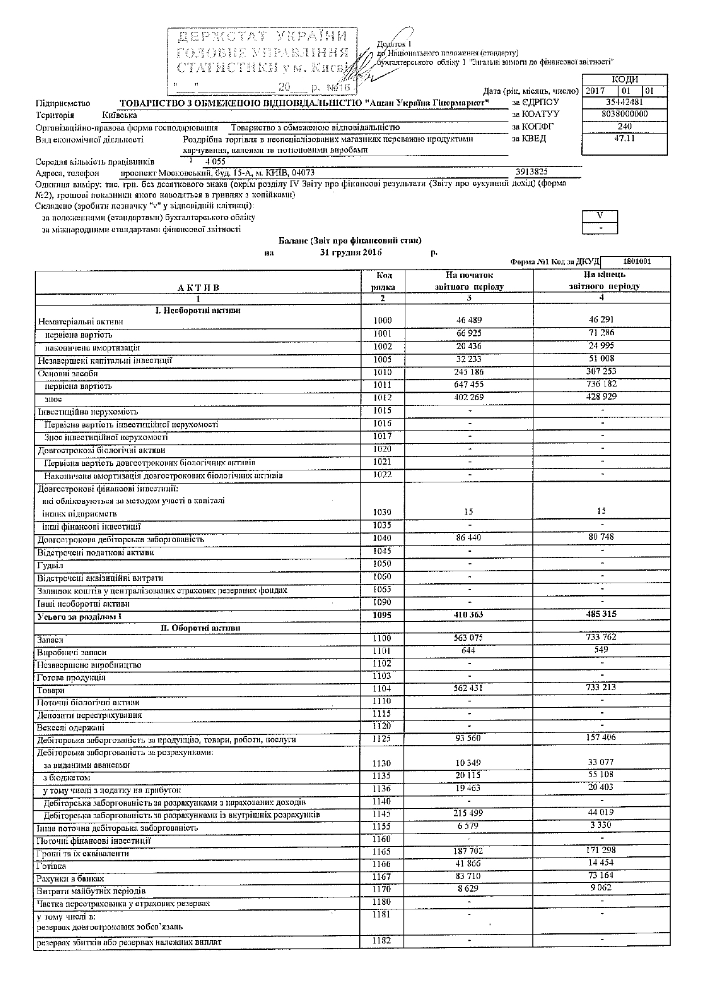 ДЕРЖСТАТ УКРАЇНИ
ГОЛОВНЕ УПРАВЛІННЯ
СТАТИСТИКИ у м. Києві
"___"____________ 20___ р. №16
Додаток 1
до Національного положення (стандарту)
бухгалтерського обліку 1 "Загальні вимоги до фінансової звітності"
КОДИ
Дата (рік, місяць, число) 2017 01 01
Підприємство ТОВАРИСТВО З ОБМЕЖЕНОЮ ВІДПОВІДАЛЬНІСТЮ "Ашан Україна Гіпермаркет" за ЄДРПОУ 35442481
Територія Київська за КОАТУУ 8038000000
Організаційно-правова форма господарювання Товариство з обмеженою відповідальністю за КОПФГ 240
Вид економічної діяльності Роздрібна торгівля в неспеціалізованих магазинах переважно продуктами за КВЕД 47.11
харчування, напоями та тютюновими виробами
Середня кількість працівників 1 4 055
Адреса, телефон проспект Московський, буд. 15-А, м. КИЇВ, 04073 3913825
Одиниця виміру: тис. грн. без десяткового знака (окрім розділу IV Звіту про фінансові результати (Звіту про сукупний дохід) (форма
№2), грошові показники якого наводяться в гривнях з копійками)
Складено (зробити позначку "v" у відповідній клітинці):
за положеннями (стандартами) бухгалтерського обліку V
за міжнародними стандартами фінансової звітності -
Баланс (Звіт про фінансовий стан)
на 31 грудня 2016 р.
Форма №1 Код за ДКУД 1801001
АКТИВ Код рядка На початок звітного періоду На кінець звітного періоду
1 2 3 4
І. Необоротні активи
Нематеріальні активи 1000 46 489 46 291
первісна вартість 1001 66 925 71 286
накопичена амортизація 1002 20 436 24 995
Незавершені капітальні інвестиції 1005 32 233 51 008
Основні засоби 1010 245 186 307 253
первісна вартість 1011 647 455 736 182
знос 1012 402 269 428 929
Інвестиційна нерухомість 1015 - -
Первісна вартість інвестиційної нерухомості 1016 - -
Знос інвестиційної нерухомості 1017 - -
Довгострокові біологічні активи 1020 - -
Первісна вартість довгострокових біологічних активів 1021 - -
Накопичена амортизація довгострокових біологічних активів 1022 - -
Довгострокові фінансові інвестиції:
які обліковуються за методом участі в капіталі
інших підприємств 1030 15 15
інші фінансові інвестиції 1035 - -
Довгострокова дебіторська заборгованість 1040 86 440 80 748
Відстрочені податкові активи 1045 - -
Гудвіл 1050 - -
Відстрочені аквізиційні витрати 1060 - -
Залишок коштів у централізованих страхових резервних фондах 1065 - -
Інші необоротні активи 1090 - -
Усього за розділом І 1095 410 363 485 315
ІІ. Оборотні активи
Запаси 1100 563 075 733 762
Виробничі запаси 1101 644 549
Незавершене виробництво 1102 - -
Готова продукція 1103 - -
Товари 1104 562 431 733 213
Поточні біологічні активи 1110 - -
Депозити перестрахування 1115 - -
Векселі одержані 1120 - -
Дебіторська заборгованість за продукцію, товари, роботи, послуги 1125 93 560 157 406
Дебіторська заборгованість за розрахунками:
за виданими авансами 1130 10 349 33 077
з бюджетом 1135 20 115 55 108
у тому числі з податку на прибуток 1136 19 463 20 403
Дебіторська заборгованість за розрахунками з нарахованих доходів 1140 - -
Дебіторська заборгованість за розрахунками із внутрішніх розрахунків 1145 215 499 44 019
Інша поточна дебіторська заборгованість 1155 6 579 3 330
Поточні фінансові інвестиції 1160 - -
Гроші та їх еквіваленти 1165 187 702 171 298
Готівка 1166 41 866 14 454
Рахунки в банках 1167 83 710 73 164
Витрати майбутніх періодів 1170 8 629 9 062
Частка перестраховика у страхових резервах 1180 - -
у тому числі в: 1181 - -
резервах довгострокових зобов'язань
резервах збитків або резервах належних виплат 1182 - -